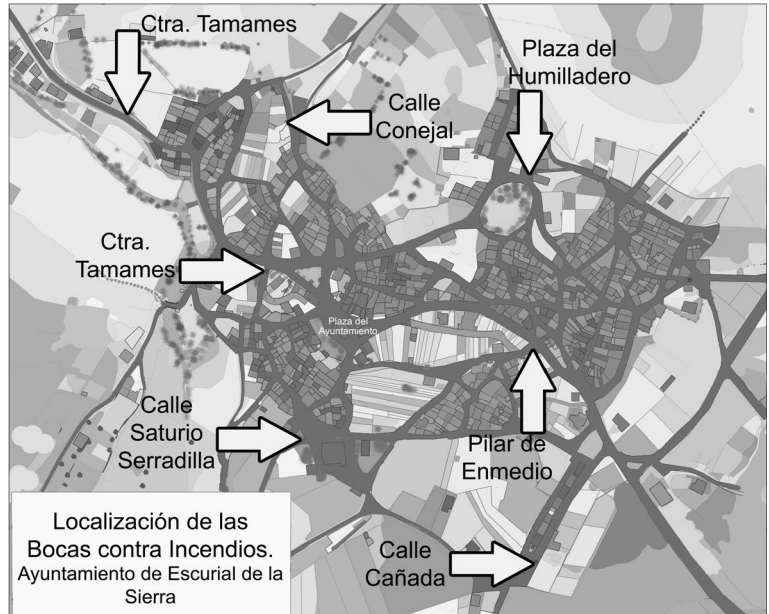 Ctra. Tamames
Plaza del
Humilladero
Calle
Conejal
Ctra.
Tamames
Plaza del
Ayuntamiento
Calle
Saturio
Serradilla
Pilar de
Enmedio
Localización de las
Bocas contra Incendios.
Ayuntamiento de Escurial de la
Sierra
Calle
Cañada